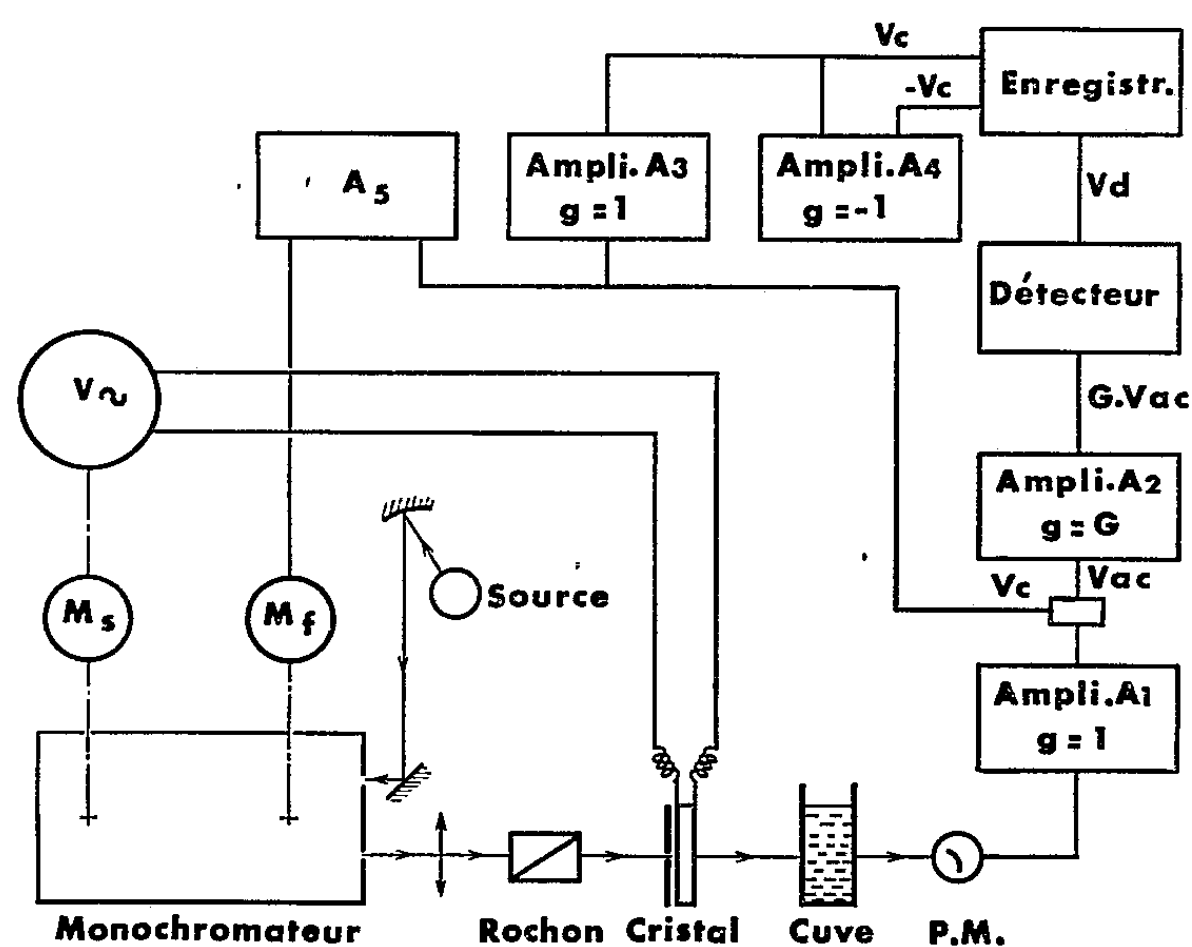 Vc
Enregistr.
-Vc
A5
Ampli.A3
g = 1
Ampli.A4
g = -1
Vd
Détecteur
V~
G.Vac
Ampli.A2
g = G
Vc
Vac
Ms
Mf
Source
Ampli.A1
g = 1
Monochromateur
Rochon
Cristal
Cuve
P.M.